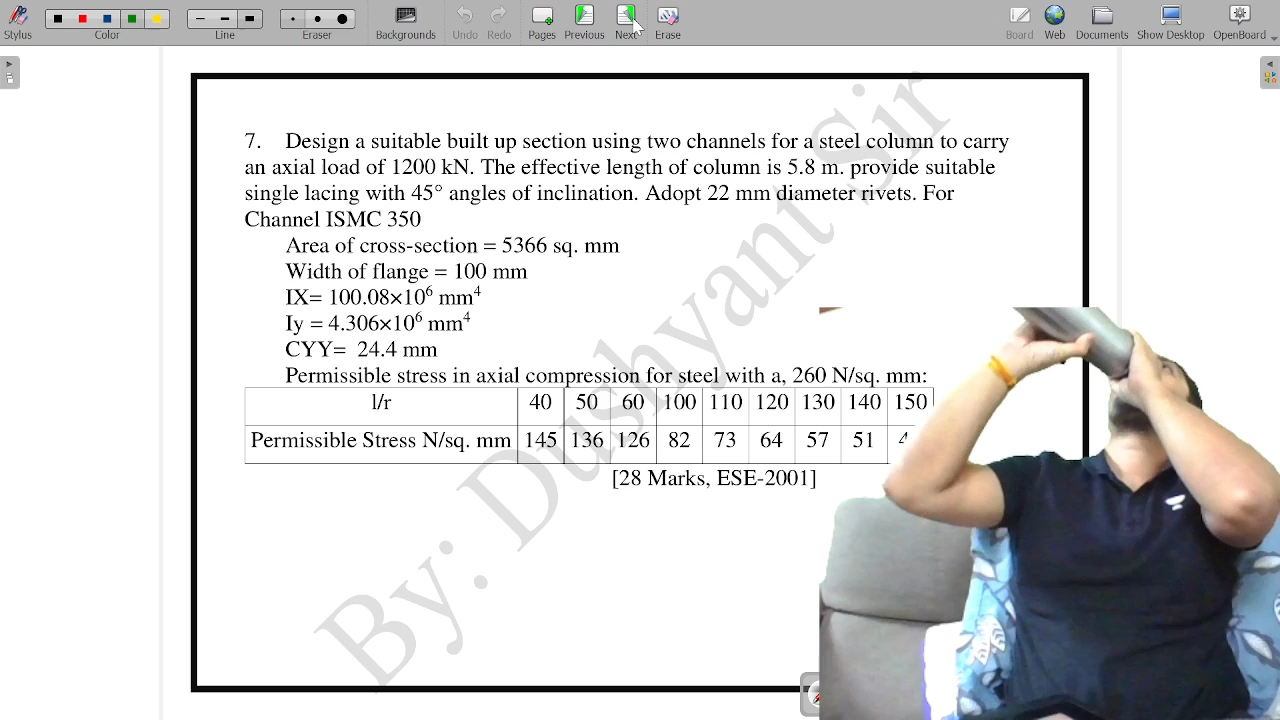 Stylus Color Line Eraser Backgrounds Undo Redo Pages Previous Next Erase Board Web Documents Show Desktop OpenBoard
7. Design a suitable built up section using two channels for a steel column to carry
an axial load of 1200 kN. The effective length of column is 5.8 m. provide suitable
single lacing with 45° angles of inclination. Adopt 22 mm diameter rivets. For
Channel ISMC 350
Area of cross-section = 5366 sq. mm
Width of flange = 100 mm
IX= 100.08×10⁶ mm⁴
Iy = 4.306×10⁶ mm⁴
CYY= 24.4 mm
Permissible stress in axial compression for steel with a, 260 N/sq. mm:
l/r 40 50 60 100 110 120 130 140 150
Permissible Stress N/sq. mm 145 136 126 82 73 64 57 51
[28 Marks, ESE-2001]
By: Dushyant Sir